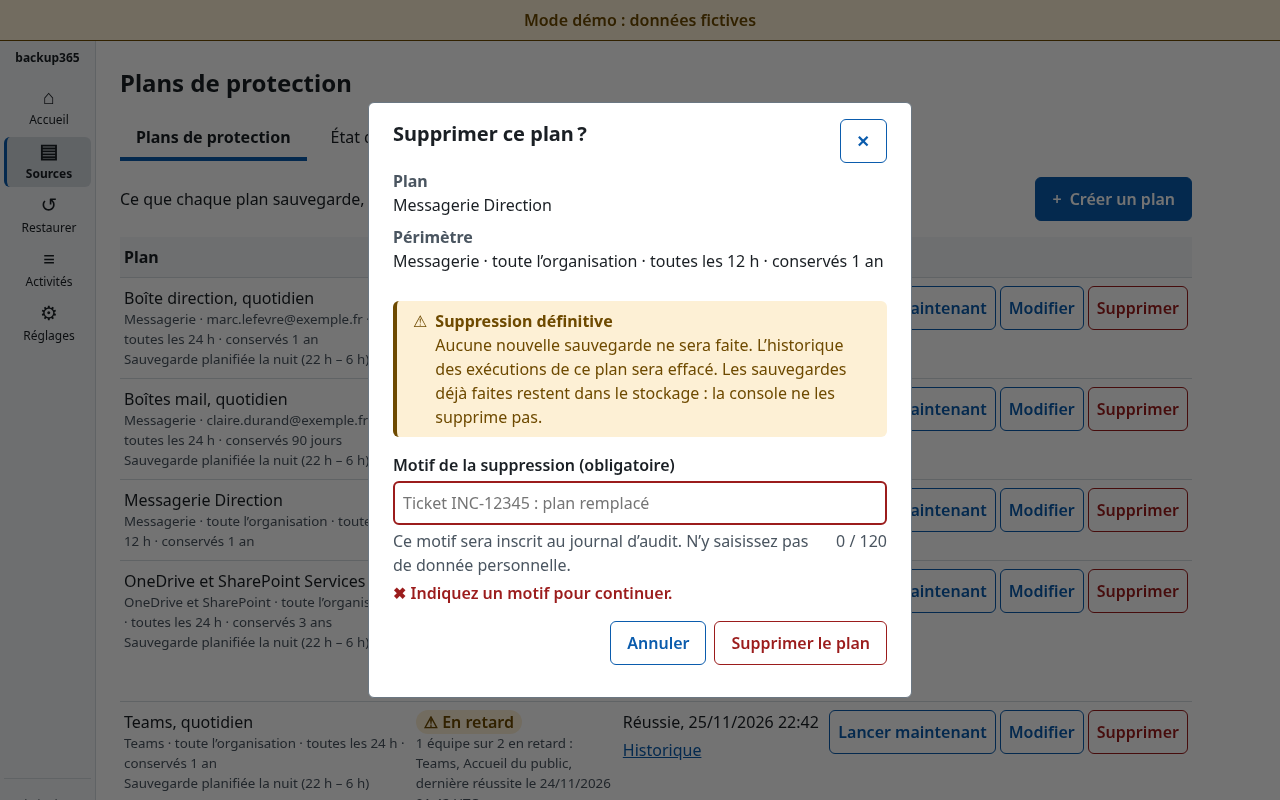 Mode démo : données fictives
backup365
Accueil
Sources
Restaurer
Activités
Réglages
Plans de protection
Plans de protection
État
Ce que chaque plan sauvegarde,
+ Créer un plan
Plan
Boîte direction, quotidien
Messagerie · marc.lefevre@exemple.fr ·
toutes les 24 h · conservés 1 an
Sauvegarde planifiée la nuit (22 h – 6 h)
Modifier
Supprimer
Boîtes mail, quotidien
Messagerie · claire.durand@exemple.fr
toutes les 24 h · conservés 90 jours
Sauvegarde planifiée la nuit (22 h – 6 h)
Modifier
Supprimer
Messagerie Direction
Messagerie · toute l’organisation · toute
12 h · conservés 1 an
Modifier
Supprimer
OneDrive et SharePoint Services
OneDrive et SharePoint · toute l’organis
· toutes les 24 h · conservés 3 ans
Sauvegarde planifiée la nuit (22 h – 6 h)
Modifier
Supprimer
Teams, quotidien
Teams · toute l’organisation · toutes les 24 h ·
conservés 1 an
Sauvegarde planifiée la nuit (22 h – 6 h)
⚠ En retard
1 équipe sur 2 en retard :
Teams, Accueil du public,
dernière réussite le 24/11/2026
Réussie, 25/11/2026 22:42
Historique
Lancer maintenant
Modifier
Supprimer
Supprimer ce plan ?
×
Plan
Messagerie Direction
Périmètre
Messagerie · toute l’organisation · toutes les 12 h · conservés 1 an
⚠ Suppression définitive
Aucune nouvelle sauvegarde ne sera faite. L’historique
des exécutions de ce plan sera effacé. Les sauvegardes
déjà faites restent dans le stockage : la console ne les
supprime pas.
Motif de la suppression (obligatoire)
Ticket INC-12345 : plan remplacé
Ce motif sera inscrit au journal d’audit. N’y saisissez pas
de donnée personnelle.
0 / 120
✖ Indiquez un motif pour continuer.
Annuler
Supprimer le plan